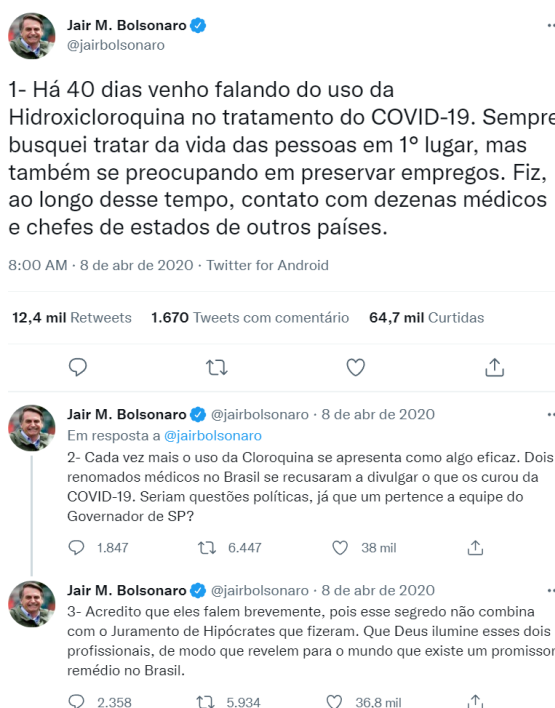 Jair M. Bolsonaro
@jairbolsonaro
1- Há 40 dias venho falando do uso da
Hidroxicloroquina no tratamento do COVID-19. Sempre
busquei tratar da vida das pessoas em 1° lugar, mas
também se preocupando em preservar empregos. Fiz,
ao longo desse tempo, contato com dezenas médicos
e chefes de estados de outros países.
8:00 AM · 8 de abr de 2020 · Twitter for Android
12,4 mil Retweets 1.670 Tweets com comentário 64,7 mil Curtidas
Jair M. Bolsonaro @jairbolsonaro · 8 de abr de 2020
Em resposta a @jairbolsonaro
2- Cada vez mais o uso da Cloroquina se apresenta como algo eficaz. Dois
renomados médicos no Brasil se recusaram a divulgar o que os curou da
COVID-19. Seriam questões políticas, já que um pertence a equipe do
Governador de SP?
1.847 6.447 38 mil
Jair M. Bolsonaro @jairbolsonaro · 8 de abr de 2020
3- Acredito que eles falem brevemente, pois esse segredo não combina
com o Juramento de Hipócrates que fizeram. Que Deus ilumine esses dois
profissionais, de modo que revelem para o mundo que existe um promissor
remédio no Brasil.
2.358 5.934 36,8 mil